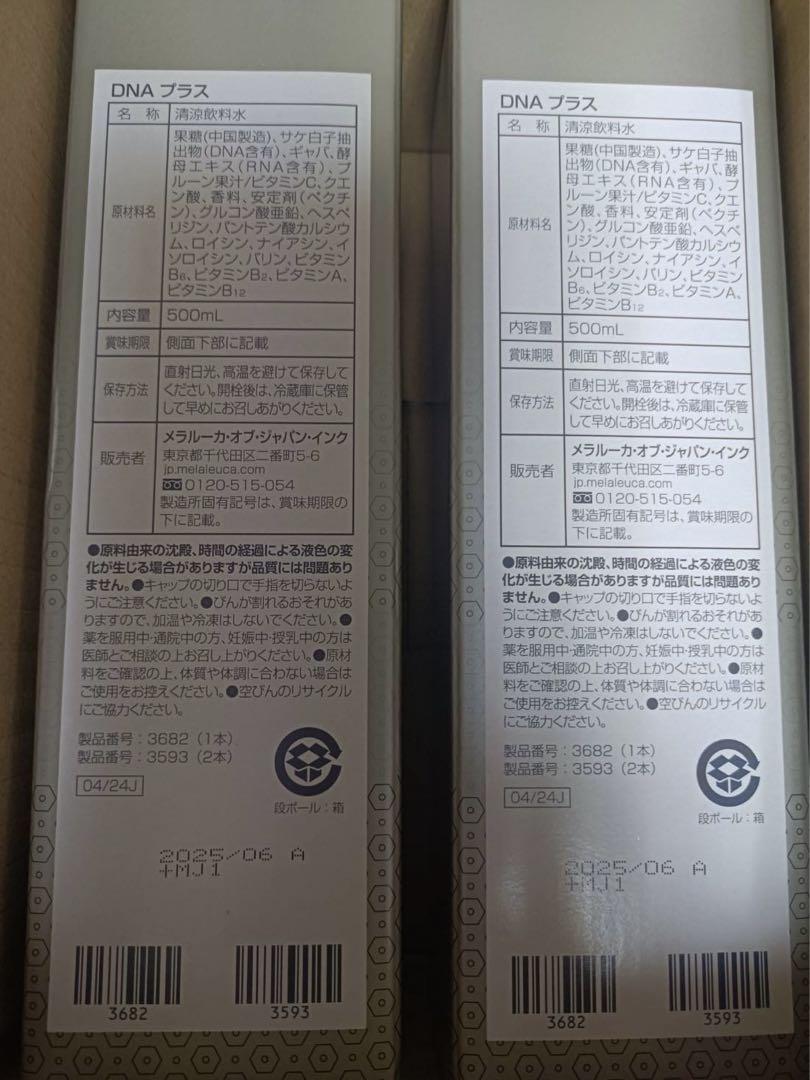 DNA プラス
名 称 清涼飲料水
原材料名
果糖(中国製造)、サケ白子抽
出物(DNA含有)、ギャバ、酵
母エキス(RNA含有)、プ
ルーン果汁/ビタミンC、クエ
ン酸、香料、安定剤(ペクチ
ン)、グルコン酸亜鉛、ヘスペ
リジン、パントテン酸カルシウ
ム、ロイシン、ナイアシン、イ
ソロイシン、バリン、ビタミン
B6、ビタミンB2、ビタミンA、
ビタミンB12
内容量 500mL
賞味期限 側面下部に記載
保存方法
直射日光、高温を避けて保存して
ください。開栓後は、冷蔵庫に保管
して早めにお召しあがりください。
販売者
メラルーカ・オブ・ジャパン・インク
東京都千代田区二番町5-6
jp.melaleuca.com
0120-515-054
製造所固有記号は、賞味期限の
下に記載。
●原料由来の沈殿、時間の経過による液色の変
化が生じる場合がありますが品質には問題あり
ません。●キャップの切り口で手指を切らないよ
うにご注意ください。●びんが割れるおそれがあ
りますので、加温や冷凍はしないでください。●
薬を服用中・通院中の方、妊娠中・授乳中の方は
医師とご相談の上お召し上がりください。●原材
料をご確認の上、体質や体調に合わない場合は
ご使用をお控えください。●空びんのリサイクル
にご協力ください。
製品番号：3682（1本）
製品番号：3593（2本）
04/24J
段ボール：箱
2025/06 A
+MJ1
3682 3593
DNA プラス
名 称 清涼飲料水
原材料名
果糖(中国製造)、サケ白子抽
出物(DNA含有)、ギャバ、酵
母エキス(RNA含有)、プ
ルーン果汁/ビタミンC、クエ
ン酸、香料、安定剤(ペクチ
ン)、グルコン酸亜鉛、ヘスペ
リジン、パントテン酸カルシウ
ム、ロイシン、ナイアシン、イ
ソロイシン、バリン、ビタミン
B6、ビタミンB2、ビタミンA、
ビタミンB12
内容量 500mL
賞味期限 側面下部に記載
保存方法
直射日光、高温を避けて保存して
ください。開栓後は、冷蔵庫に保管
して早めにお召しあがりください。
販売者
メラルーカ・オブ・ジャパン・インク
東京都千代田区二番町5-6
jp.melaleuca.com
0120-515-054
製造所固有記号は、賞味期限の
下に記載。
●原料由来の沈殿、時間の経過による液色の変
化が生じる場合がありますが品質には問題あり
ません。●キャップの切り口で手指を切らないよ
うにご注意ください。●びんが割れるおそれがあ
りますので、加温や冷凍はしないでください。●
薬を服用中・通院中の方、妊娠中・授乳中の方は
医師とご相談の上お召し上がりください。●原材
料をご確認の上、体質や体調に合わない場合は
ご使用をお控えください。●空びんのリサイクル
にご協力ください。
製品番号：3682（1本）
製品番号：3593（2本）
04/24J
段ボール：箱
2025/06 A
+MJ1
3682 3593